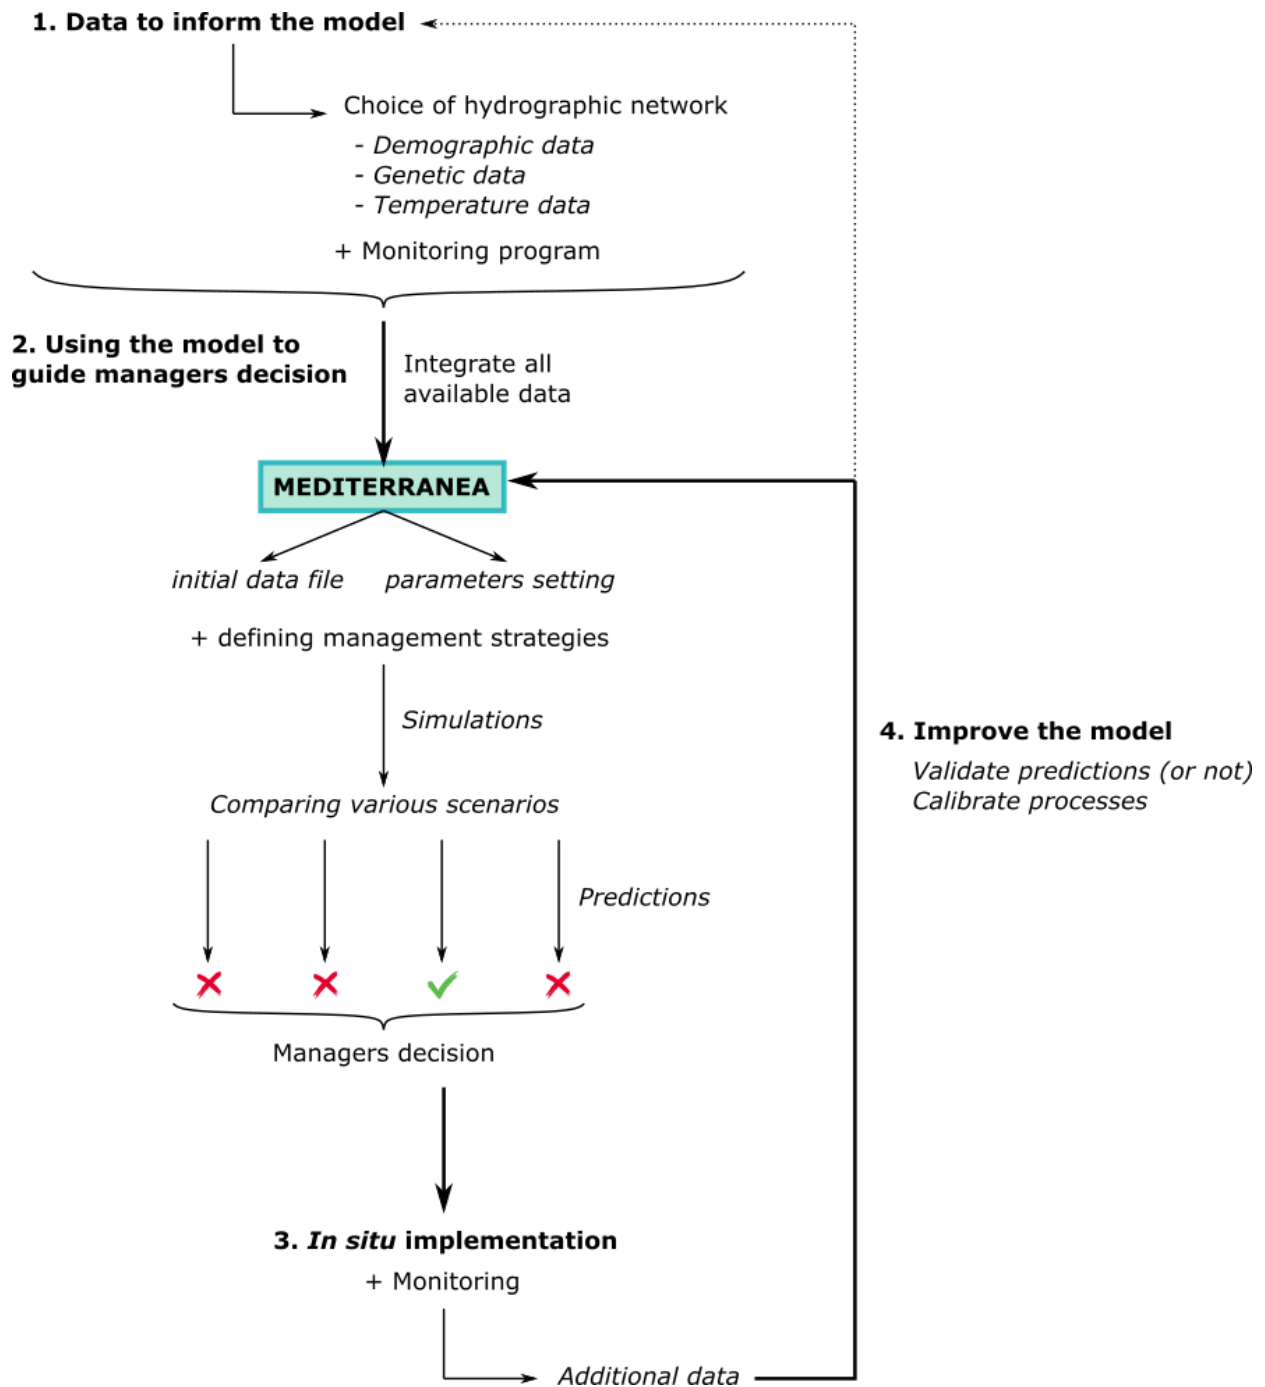 1. Data to inform the model
Choice of hydrographic network
- Demographic data
- Genetic data
- Temperature data
+ Monitoring program
2. Using the model to
guide managers decision
Integrate all
available data
MEDITERRANEA
initial data file
parameters setting
+ defining management strategies
Simulations
Comparing various scenarios
Predictions
Managers decision
3. In situ implementation
+ Monitoring
Additional data
4. Improve the model
Validate predictions (or not)
Calibrate processes